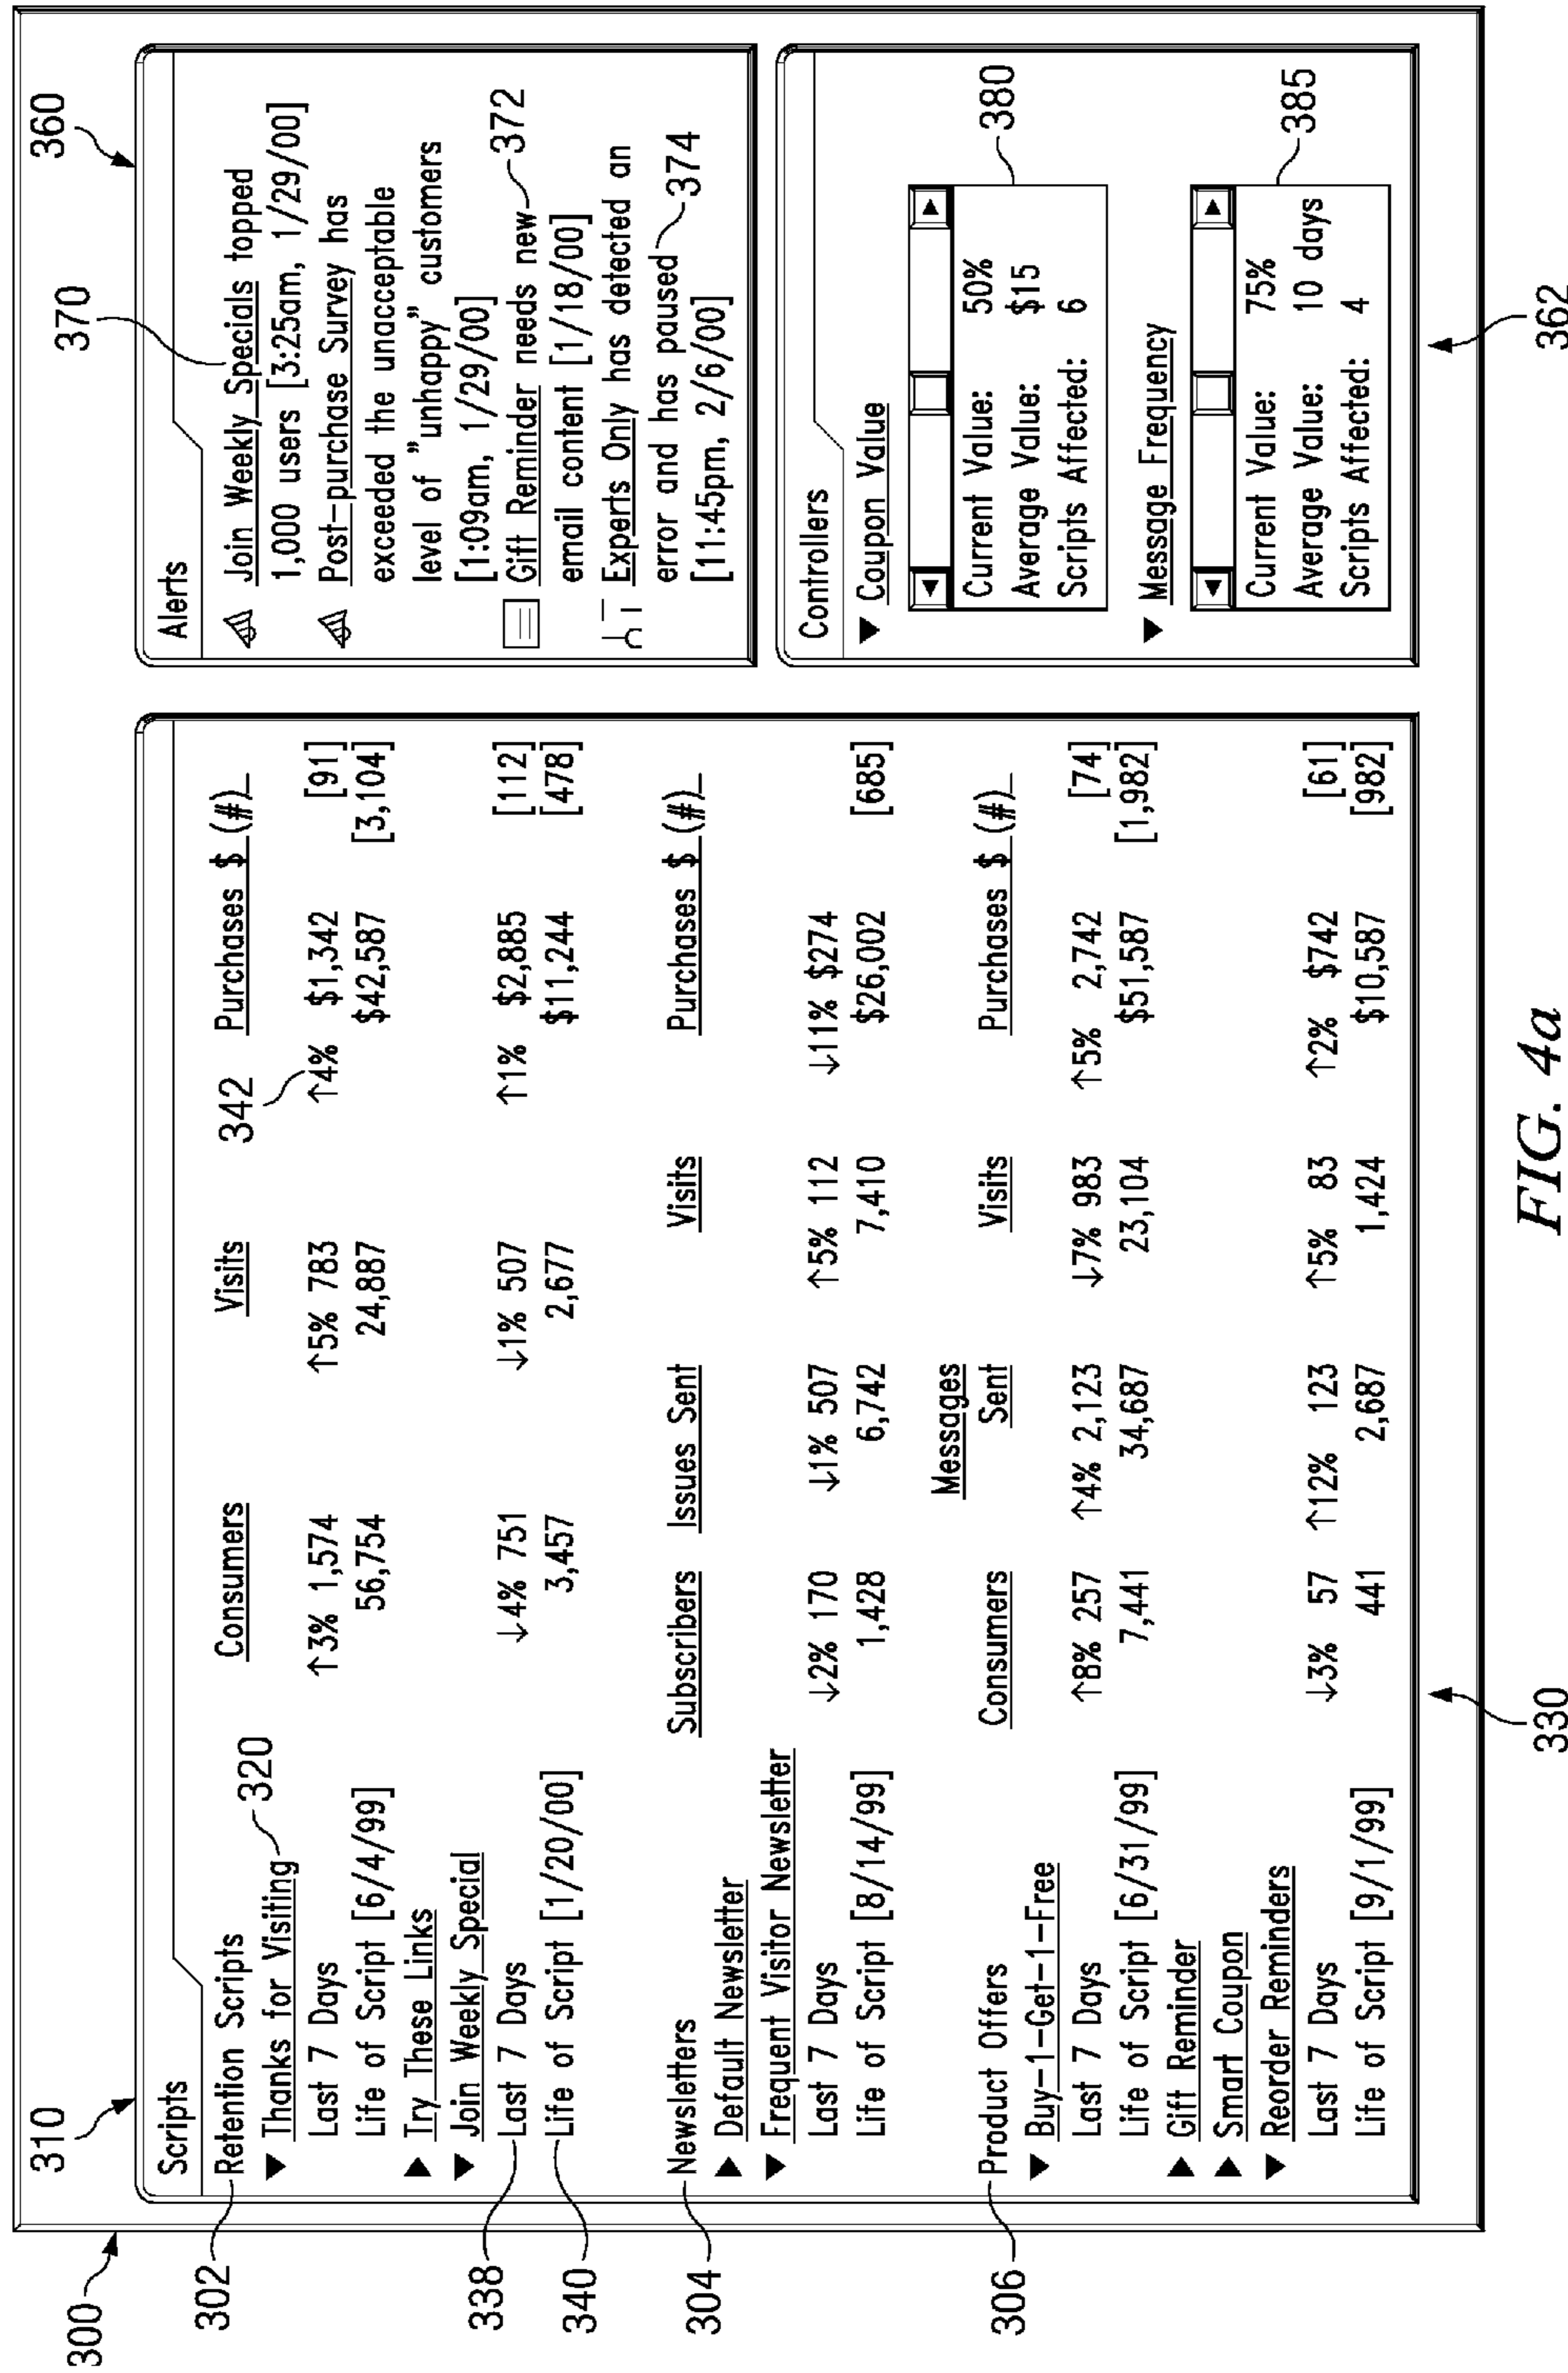 300
310
360
Scripts
302
Retention Scripts Consumers Visits Purchases $ (#)
Thanks for Visiting
320
342
Last 7 Days ↑3% 1,574 ↑5% 783 ↑4% $1,342 [91]
Life of Script [6/4/99] 56,754 24,887 $42,587 [3,104]
Try These Links
Join Weekly Special
338
Last 7 Days ↓4% 751 ↓1% 507 ↑1% $2,885 [112]
340
Life of Script [1/20/00] 3,457 2,677 $11,244 [478]
304
Newsletters Subscribers Issues Sent Visits Purchases $ (#)
Default Newsletter
Frequent Visitor Newsletter
Last 7 Days ↓2% 170 ↓1% 507 ↑5% 112 ↓11% $274
Life of Script [8/14/99] 1,428 6,742 7,410 $26,002 [685]
Messages
306
Product Offers Consumers Sent Visits Purchases $ (#)
Buy-1-Get-1-Free
Last 7 Days ↑8% 257 ↑4% 2,123 ↓7% 983 ↑5% 2,742 [74]
Life of Script [6/31/99] 7,441 34,687 23,104 $51,587 [1,982]
Gift Reminder
Smart Coupon
Reorder Reminders
Last 7 Days ↓3% 57 ↑12% 123 ↑5% 83 ↑2% $742 [61]
Life of Script [9/1/99] 441 2,687 1,424 $10,587 [982]
330
Alerts
370
Join Weekly Specials topped
1,000 users [3:25am, 1/29/00]
Post-purchase Survey has
exceeded the unacceptable
level of "unhappy" customers
[1:09am, 1/29/00]
Gift Reminder needs new
372
email content [1/18/00]
Experts Only has detected an
error and has paused
374
[11:45pm, 2/6/00]
Controllers
Coupon Value
380
Current Value: 50%
Average Value: $15
Scripts Affected: 6
Message Frequency
385
Current Value: 75%
Average Value: 10 days
Scripts Affected: 4
362
FIG. 4a